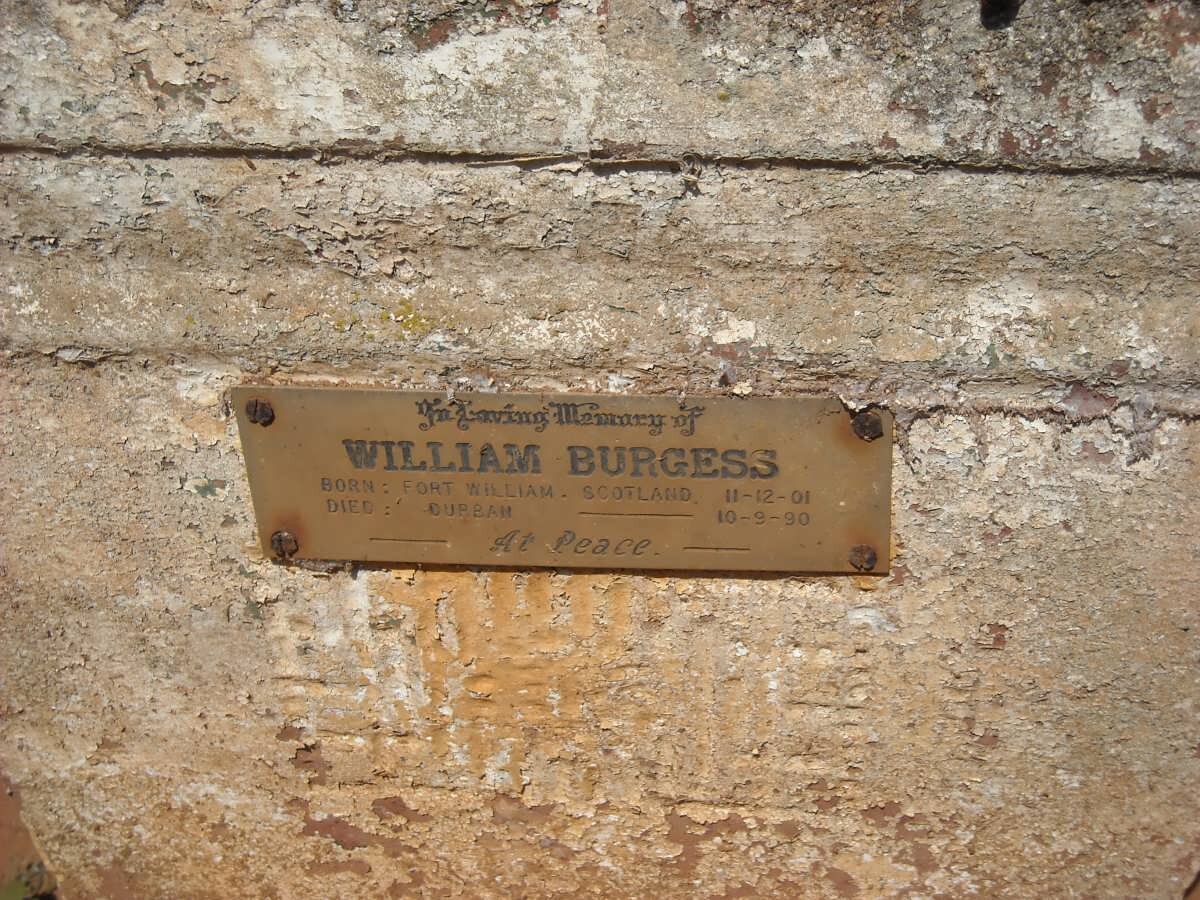 In Loving Memory of
WILLIAM BURGESS
BORN: FORT WILLIAM. SCOTLAND. 11-12-01
DIED: DURBAN 10-9-90
At Peace.